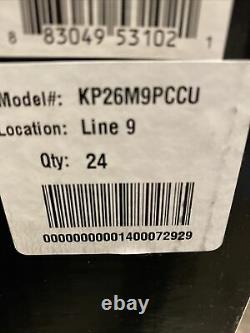 8 83049 53102 1
Model#: KP26M9PCCU
Location: Line 9
Qty: 24
00000000001400072929